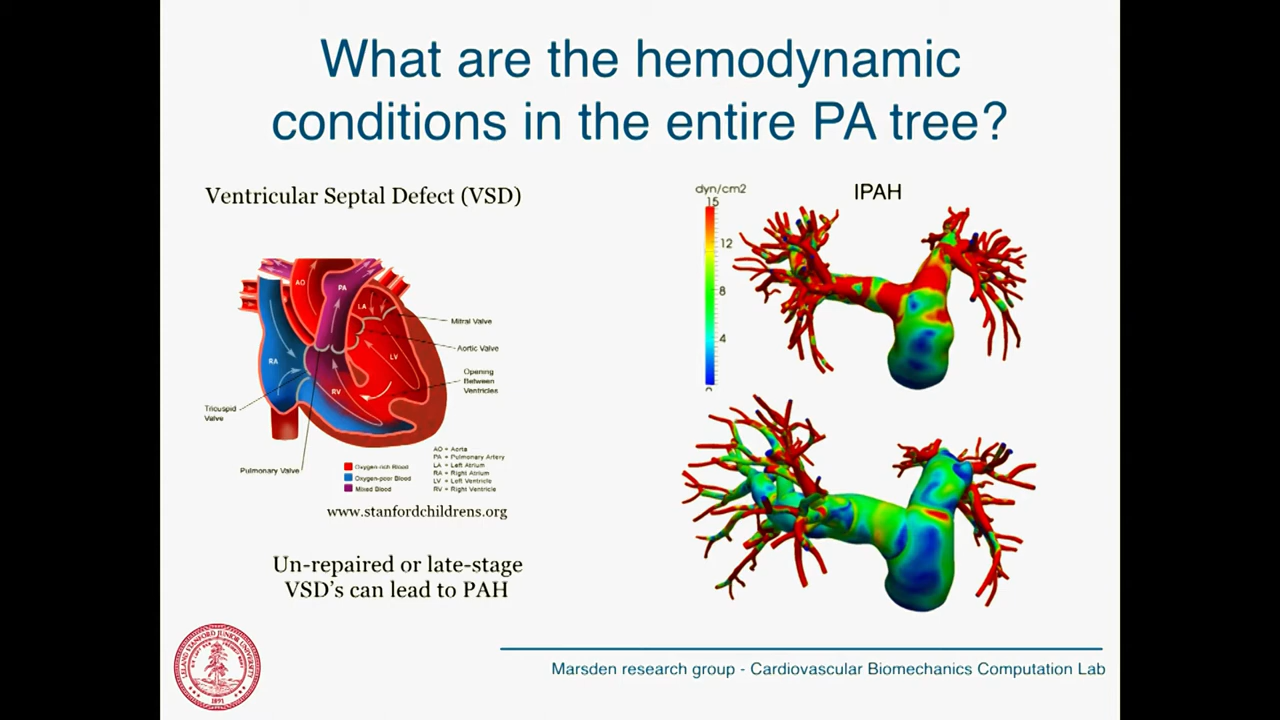 What are the hemodynamic
conditions in the entire PA tree?
Ventricular Septal Defect (VSD)
AO
PA
LA
RA
LV
RV
Mitral Valve
Aortic Valve
Opening
Between
Ventricles
Tricuspid
Valve
Pulmonary Valve
Oxygen-rich Blood
Oxygen-poor Blood
Mixed Blood
AO = Aorta
PA = Pulmonary Artery
LA = Left Atrium
RA = Right Atrium
LV = Left Ventricle
RV = Right Ventricle
www.stanfordchildrens.org
Un-repaired or late-stage
VSD's can lead to PAH
dyn/cm2
15
12
8
4
IPAH
1891
Marsden research group - Cardiovascular Biomechanics Computation Lab